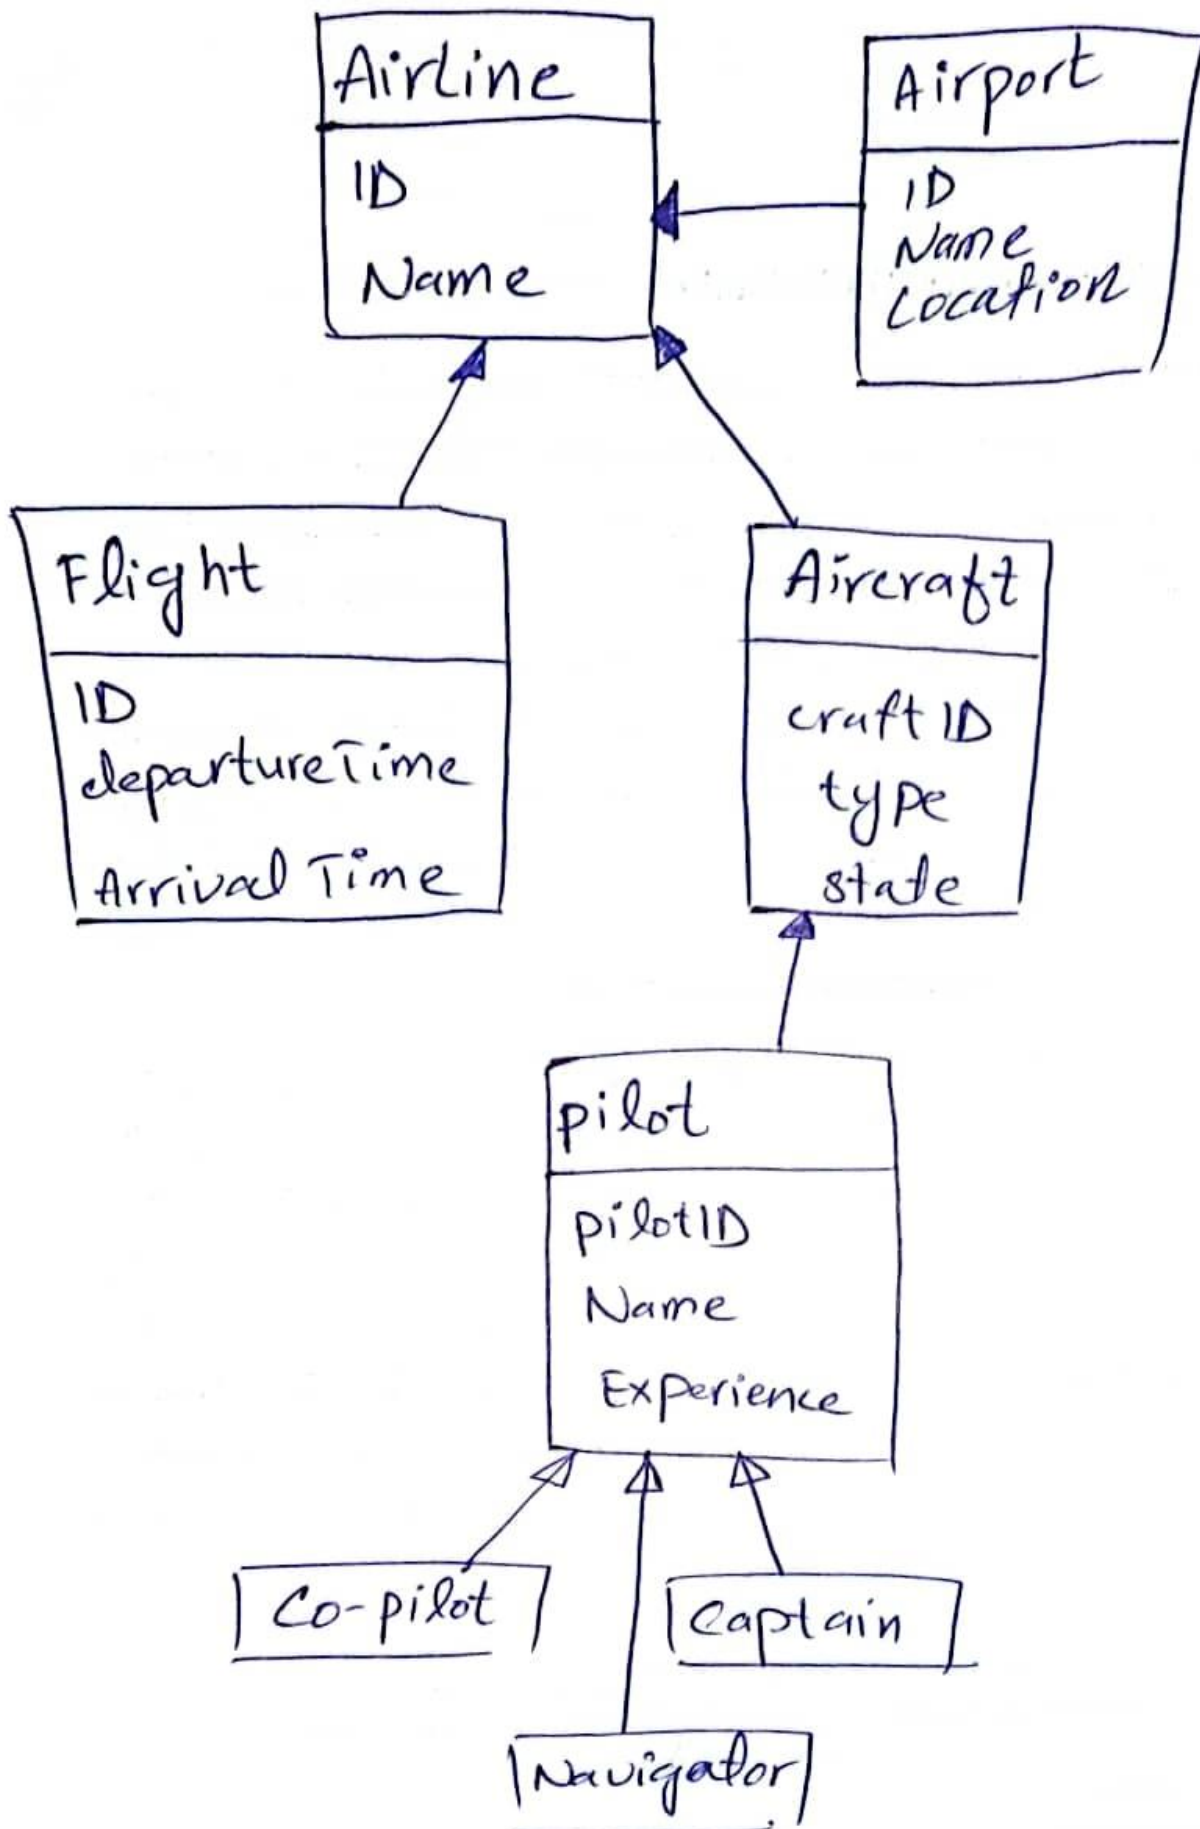 Airline
ID
Name
Airport
ID
Name
Location
Flight
ID
departureTime
Arrival Time
Aircraft
craftID
type
state
pilot
pilotID
Name
Experience
Co-pilot
Captain
Navigator